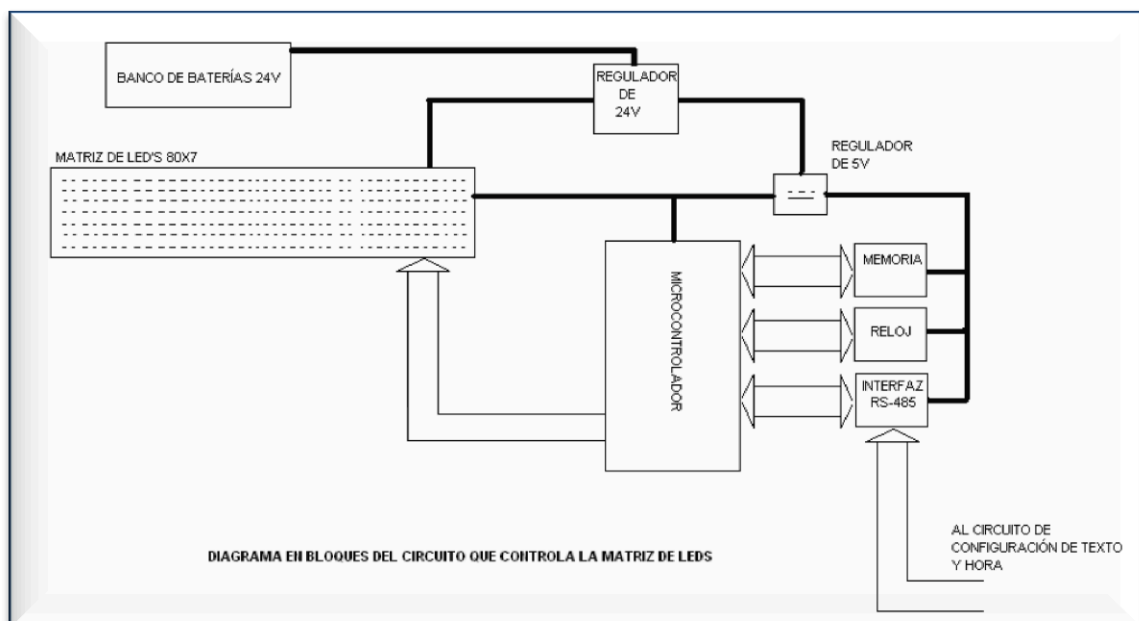 BANCO DE BATERÍAS 24V
REGULADOR
DE
24V
REGULADOR
DE 5V
MATRIZ DE LED'S 80X7
MICROCONTROLADOR
MEMORIA
RELOJ
INTERFAZ
RS-485
AL CIRCUITO DE
CONFIGURACIÓN DE TEXTO
Y HORA
DIAGRAMA EN BLOQUES DEL CIRCUITO QUE CONTROLA LA MATRIZ DE LEDS